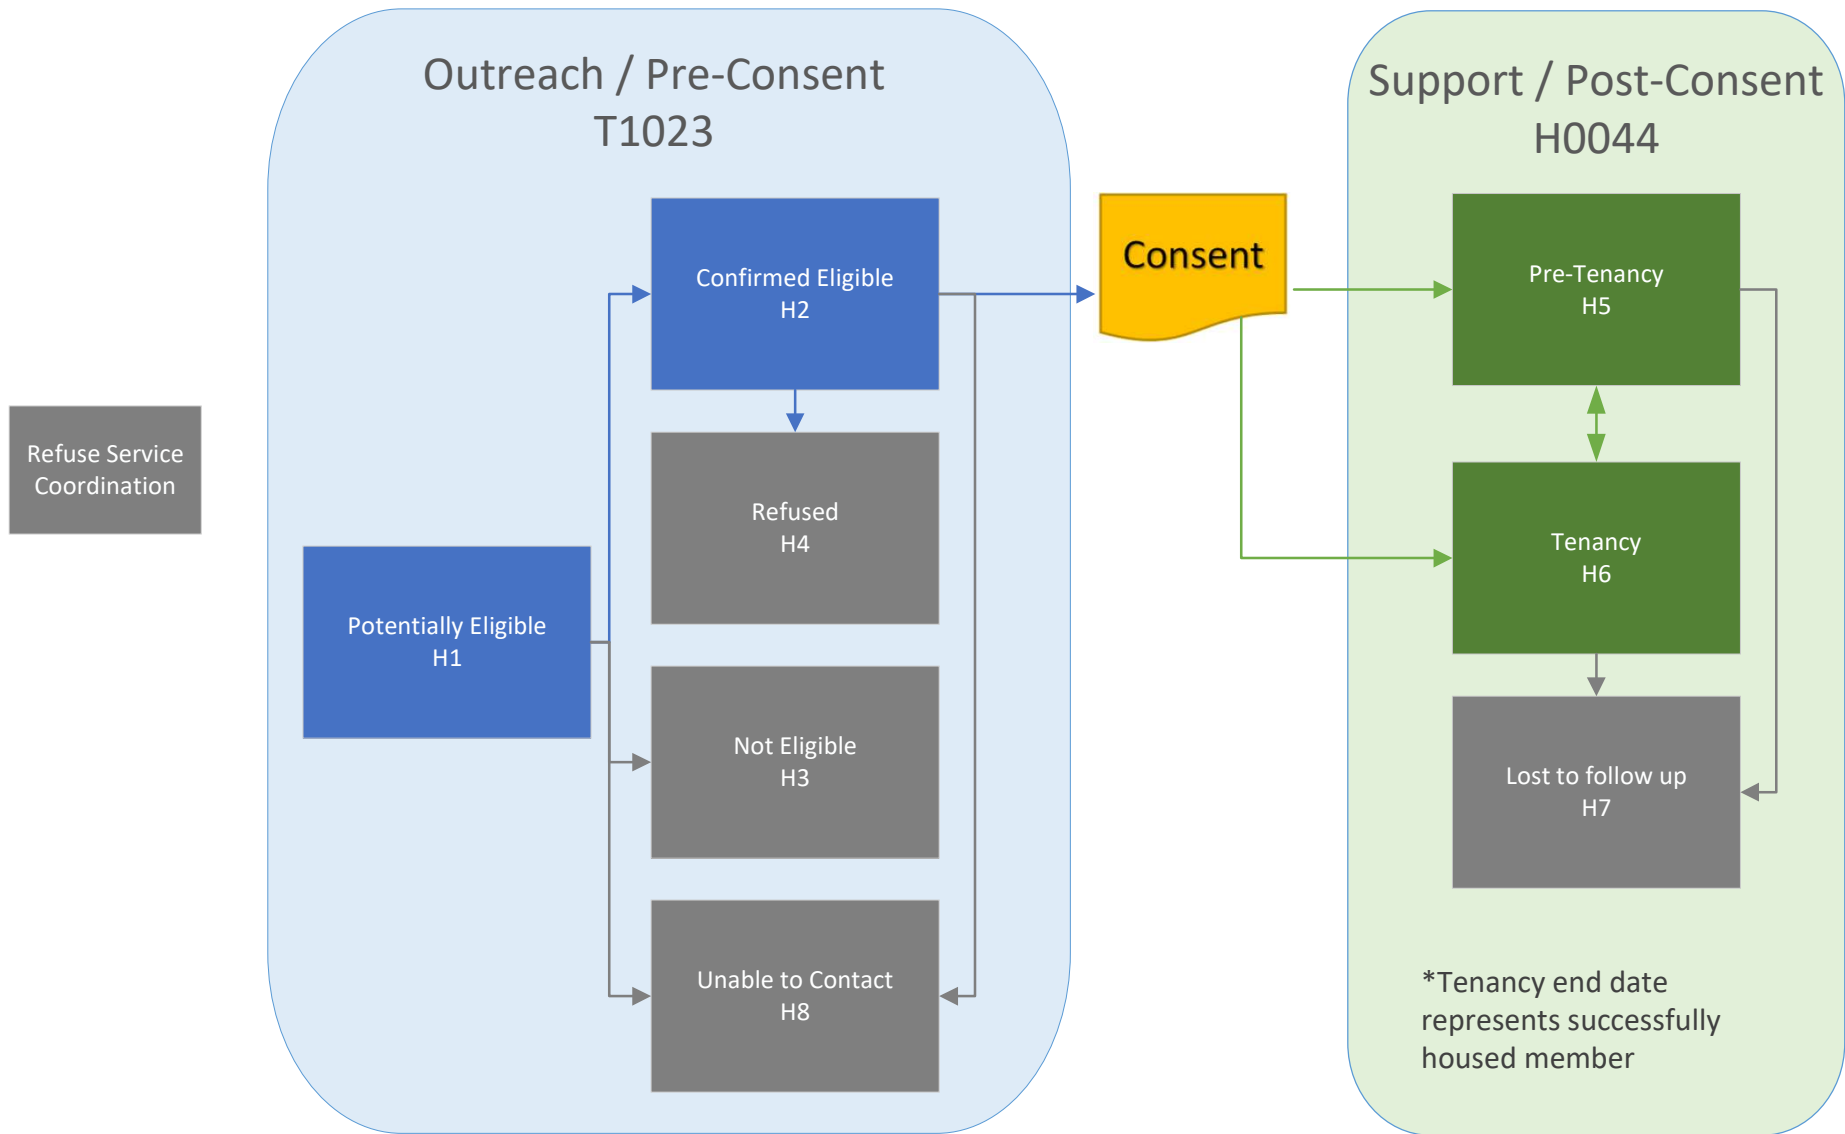 Outreach / Pre-Consent
T1023
Support / Post-Consent
H0044
Confirmed Eligible
H2
Consent
Pre-Tenancy
H5
Refuse Service
Coordination
Refused
H4
Tenancy
H6
Potentially Eligible
H1
Not Eligible
H3
Lost to follow up
H7
Unable to Contact
H8
*Tenancy end date
represents successfully
housed member